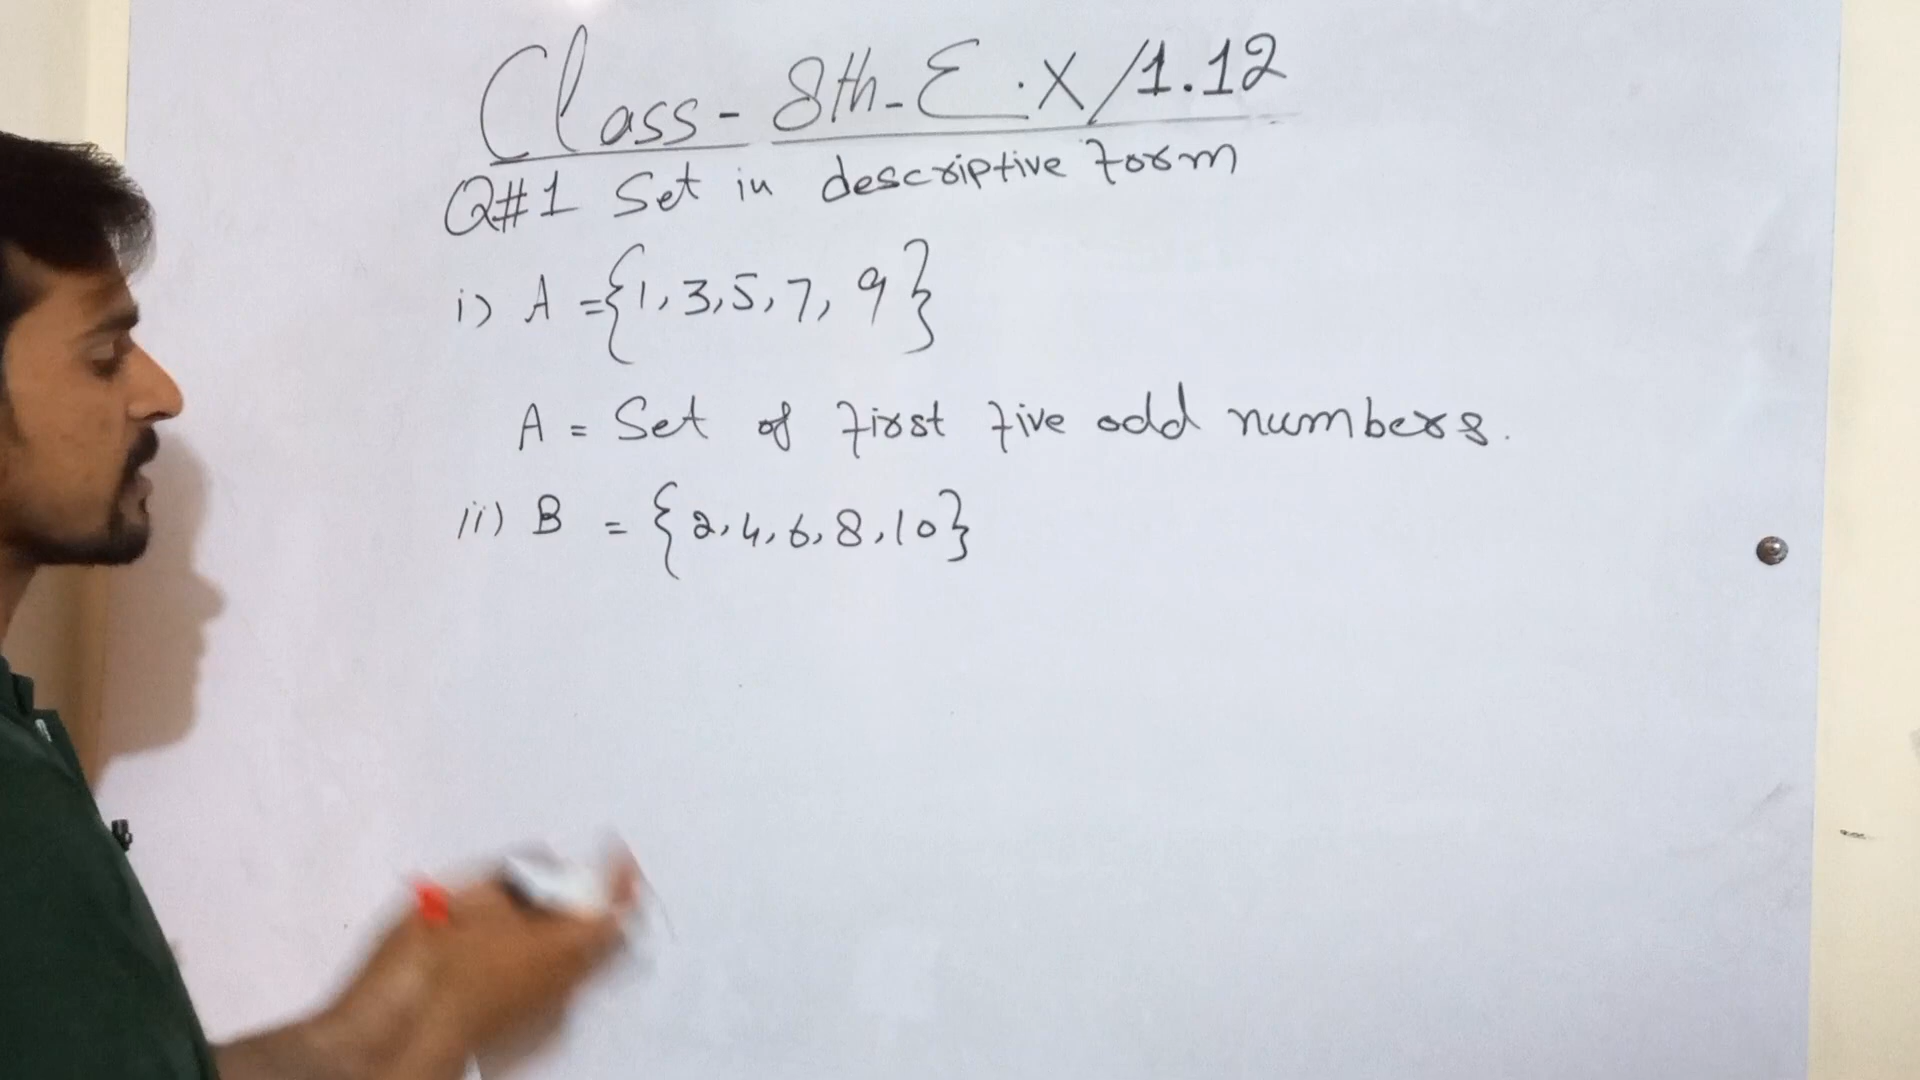 Class - 8th - E.X/1.12
Q#1 Set in descriptive form
i) A = {1, 3, 5, 7, 9}
A = Set of first five odd numbers.
ii) B = {2, 4, 6, 8, 10}